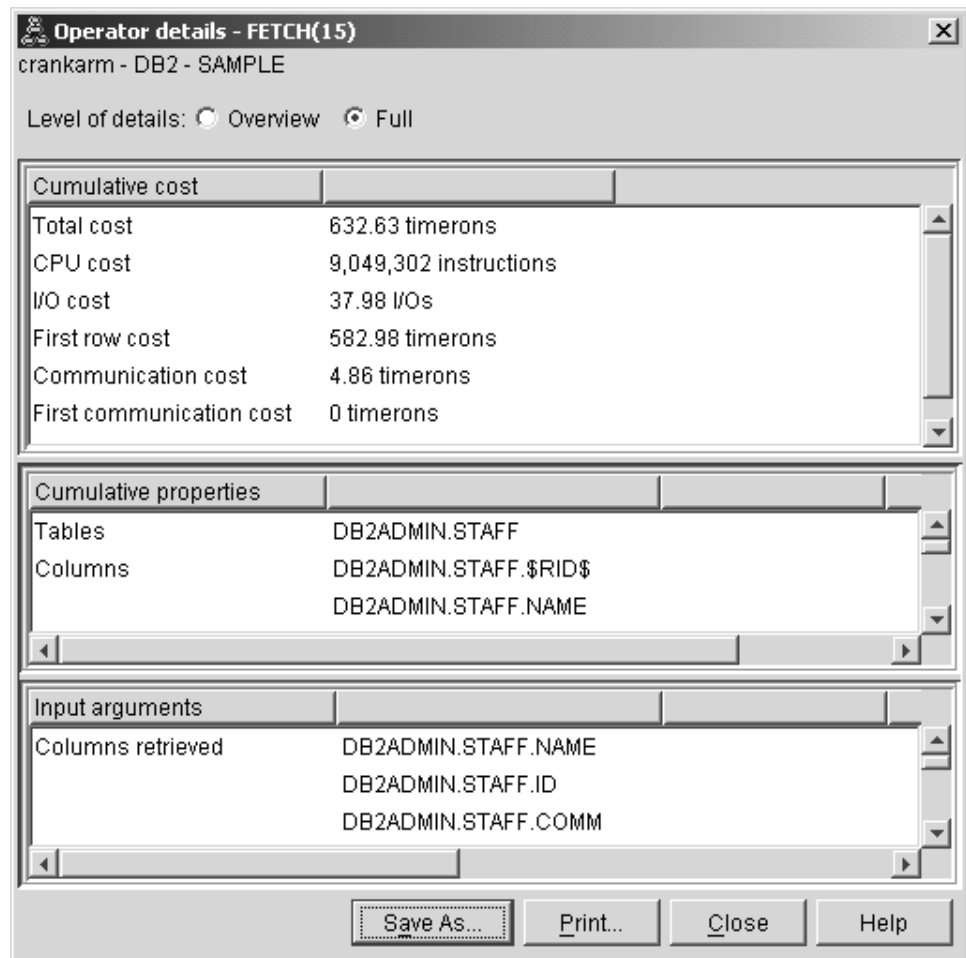 Operator details - FETCH(15)
crankarm - DB2 - SAMPLE
Level of details: Overview Full
Cumulative cost
Total cost 632.63 timerons
CPU cost 9,049,302 instructions
I/O cost 37.98 I/Os
First row cost 582.98 timerons
Communication cost 4.86 timerons
First communication cost 0 timerons
Cumulative properties
Tables DB2ADMIN.STAFF
Columns DB2ADMIN.STAFF.$RID$
DB2ADMIN.STAFF.NAME
Input arguments
Columns retrieved DB2ADMIN.STAFF.NAME
DB2ADMIN.STAFF.ID
DB2ADMIN.STAFF.COMM
Save As... Print... Close Help